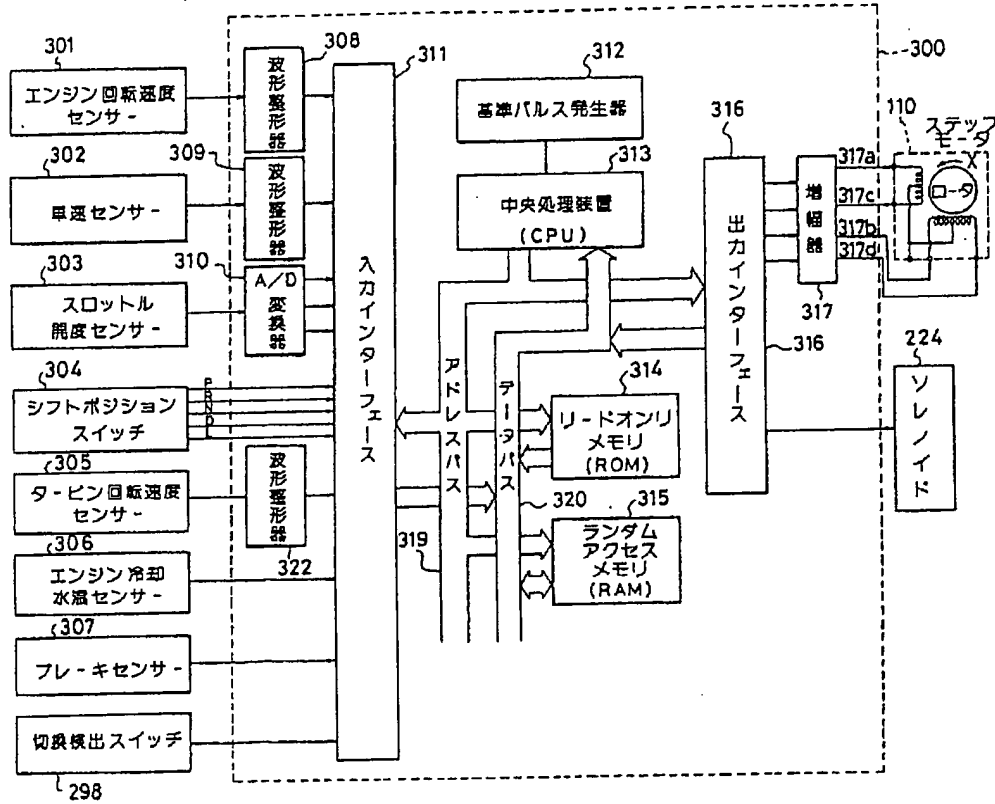 301
エンジン回転速度
センサー
302
車速センサー
303
スロットル
開度センサー
304
シフトポジション
スイッチ
305
タービン回転速度
センサー
306
エンジン冷却
水温センサー
307
ブレーキセンサー
切換検出スイッチ
298
308
波形整形器
309
波形整形器
310
A/D
変換器
P
R
N
D
L
波形整形器
322
311
入力インターフェース
312
基準パルス発生器
313
中央処理装置
(CPU)
アドレスバス
319
データバス
320
314
リードオンリ
メモリ
(ROM)
315
ランダム
アクセス
メモリ
(RAM)
316
出力インターフェース
316
増幅器
317
300
317a
317c
317b
317d
110
ステップ
モータ
X
ロータ
224
ソレノイド